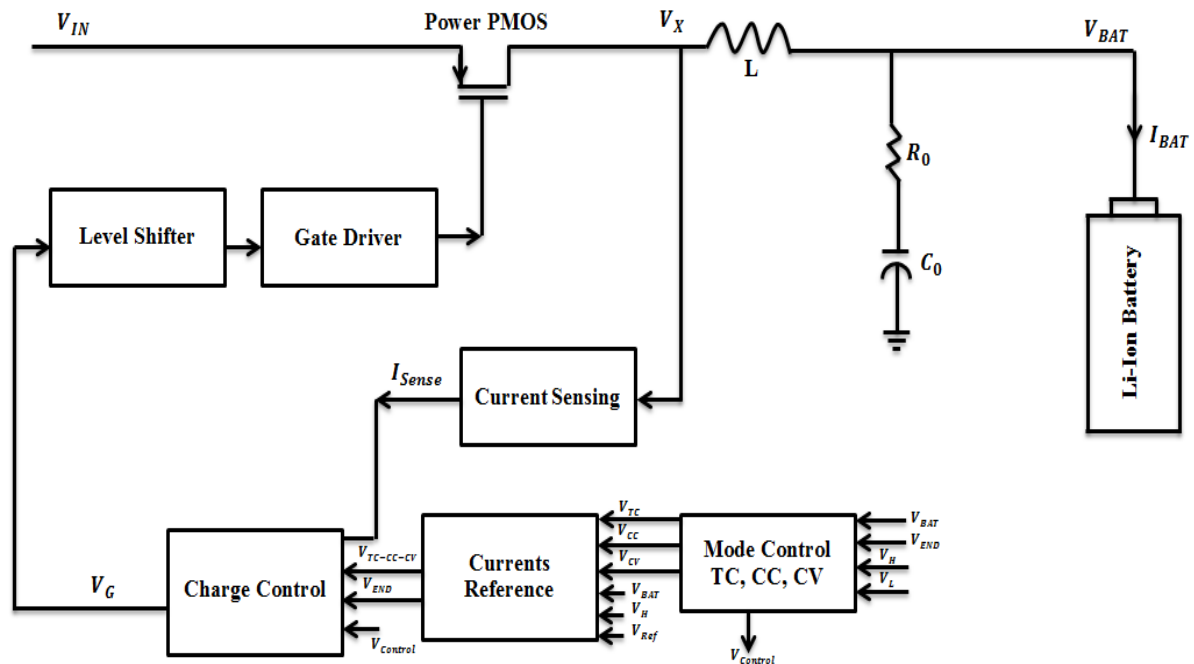 V_IN
Power PMOS
V_X
V_BAT
L
I_BAT
R_0
Level Shifter
Gate Driver
C_0
Li-Ion Battery
I_Sense
Current Sensing
V_TC
V_CC
V_CV
V_BAT
V_END
V_H
V_L
Mode Control
TC, CC, CV
Currents
Reference
V_BAT
V_H
V_Ref
V_TC-CC-CV
V_END
Charge Control
V_G
V_Control
V_Control